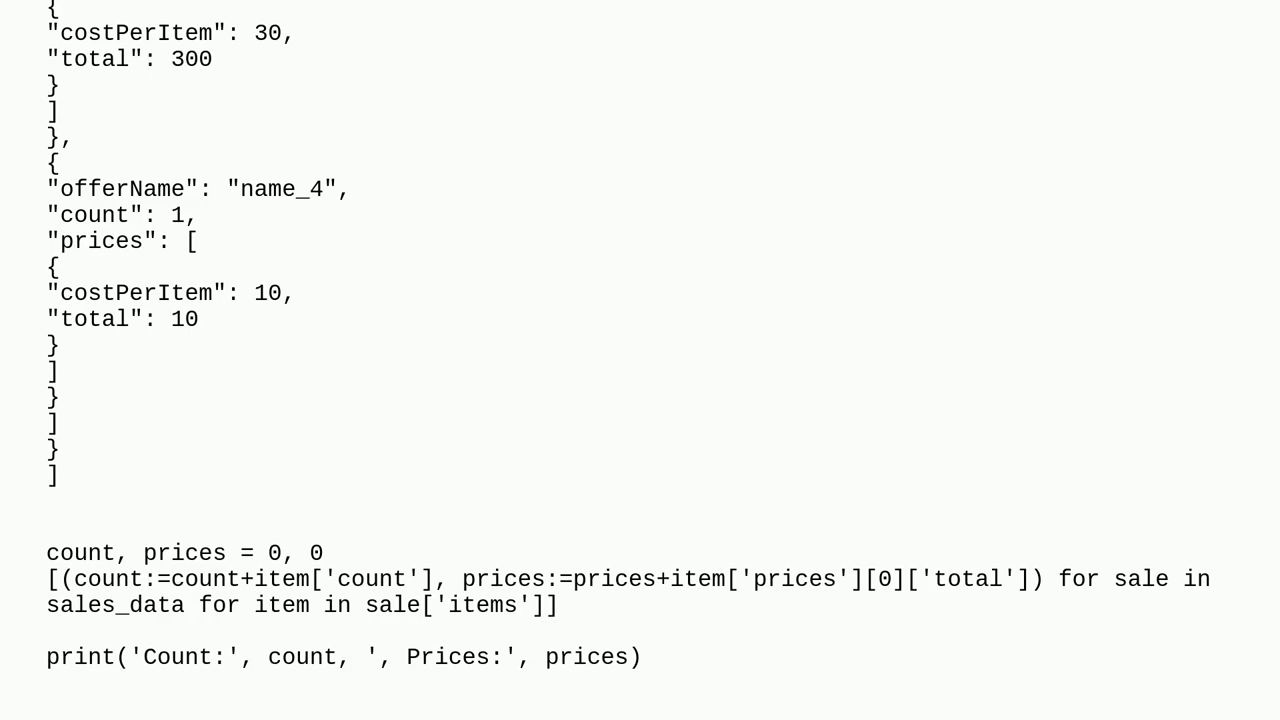 {
"costPerItem": 30,
"total": 300
}
]
},
{
"offerName": "name_4",
"count": 1,
"prices": [
{
"costPerItem": 10,
"total": 10
}
]
}
]
}
]
count, prices = 0, 0
[(count:=count+item['count'], prices:=prices+item['prices'][0]['total']) for sale in
sales_data for item in sale['items']]
print('Count:', count, ', Prices:', prices)